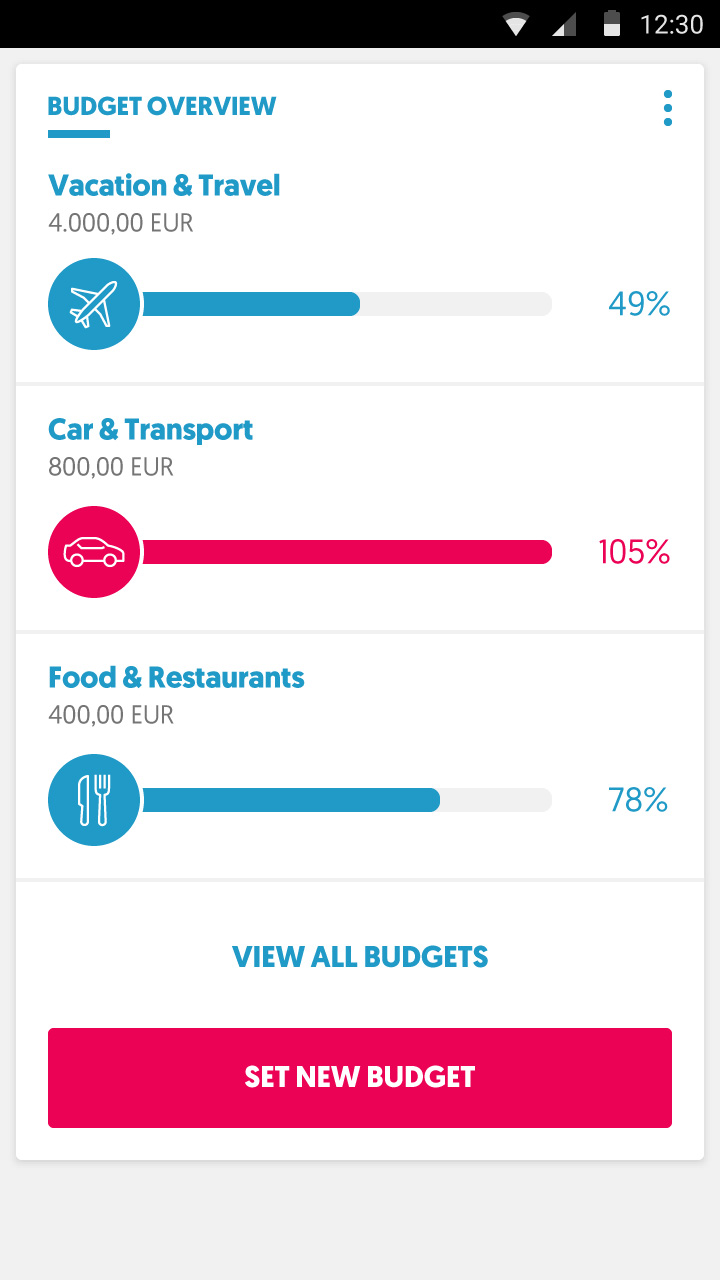 12:30
BUDGET OVERVIEW
Vacation & Travel
4.000,00 EUR
49%
Car & Transport
800,00 EUR
105%
Food & Restaurants
400,00 EUR
78%
VIEW ALL BUDGETS
SET NEW BUDGET